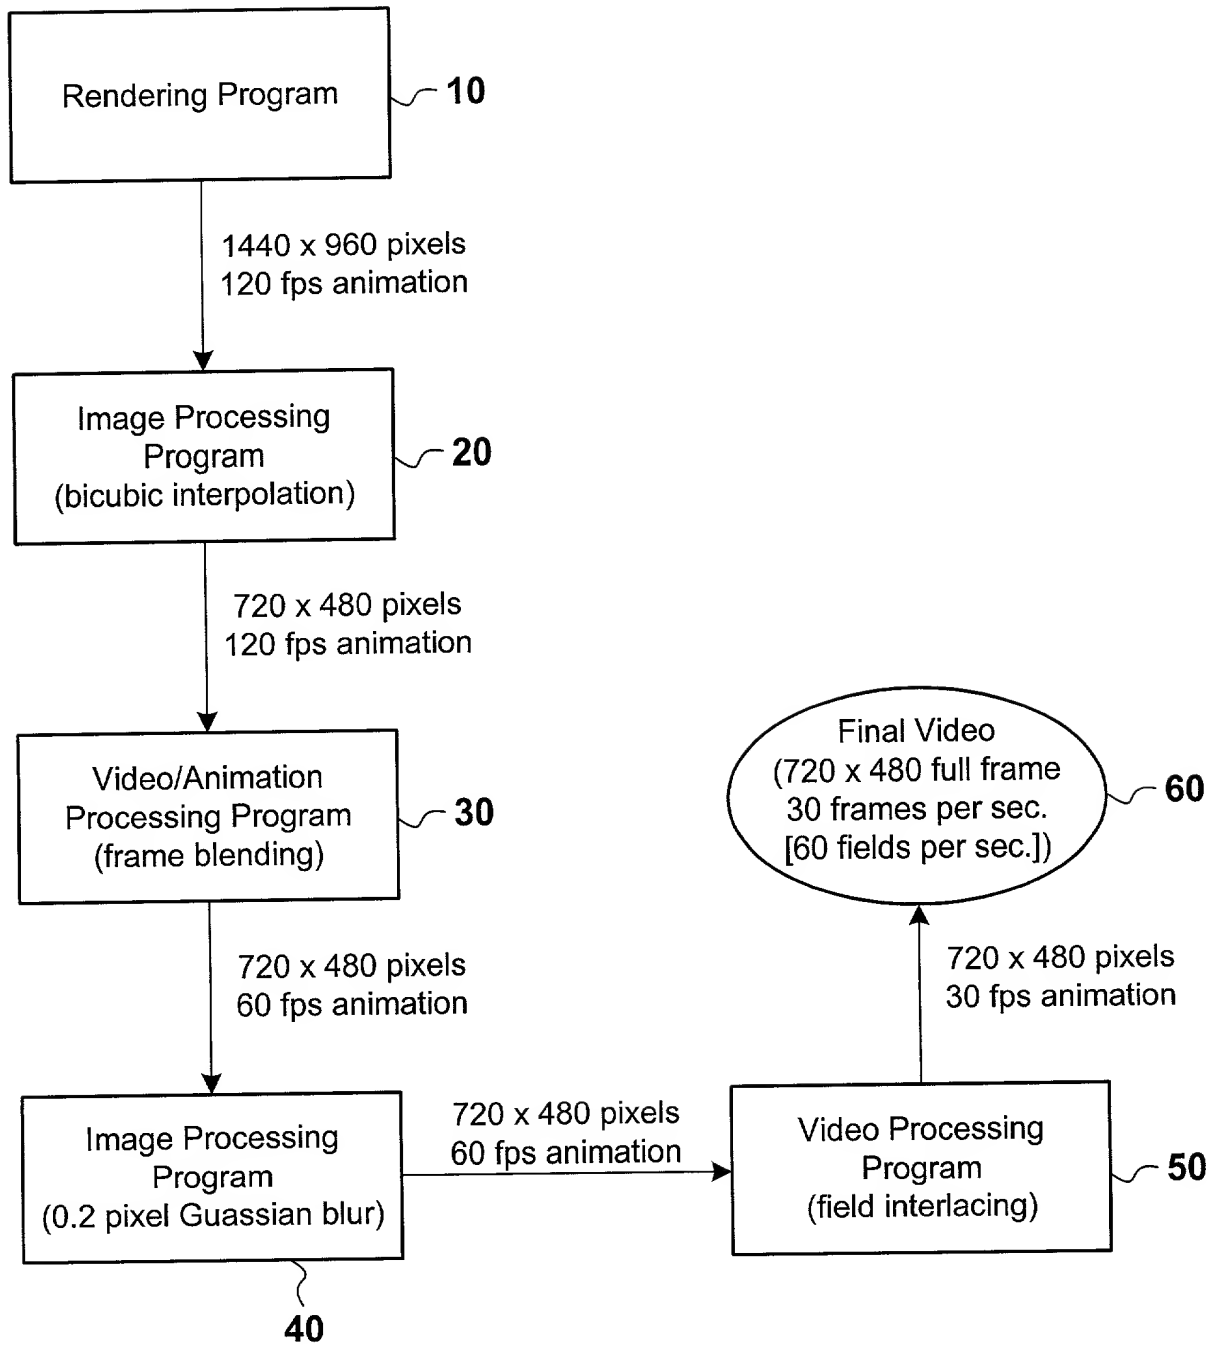 Rendering Program
10
1440 x 960 pixels
120 fps animation
Image Processing
Program
(bicubic interpolation)
20
720 x 480 pixels
120 fps animation
Video/Animation
Processing Program
(frame blending)
30
720 x 480 pixels
60 fps animation
Image Processing
Program
(0.2 pixel Guassian blur)
40
720 x 480 pixels
60 fps animation
Video Processing
Program
(field interlacing)
50
720 x 480 pixels
30 fps animation
Final Video
(720 x 480 full frame
30 frames per sec.
[60 fields per sec.])
60